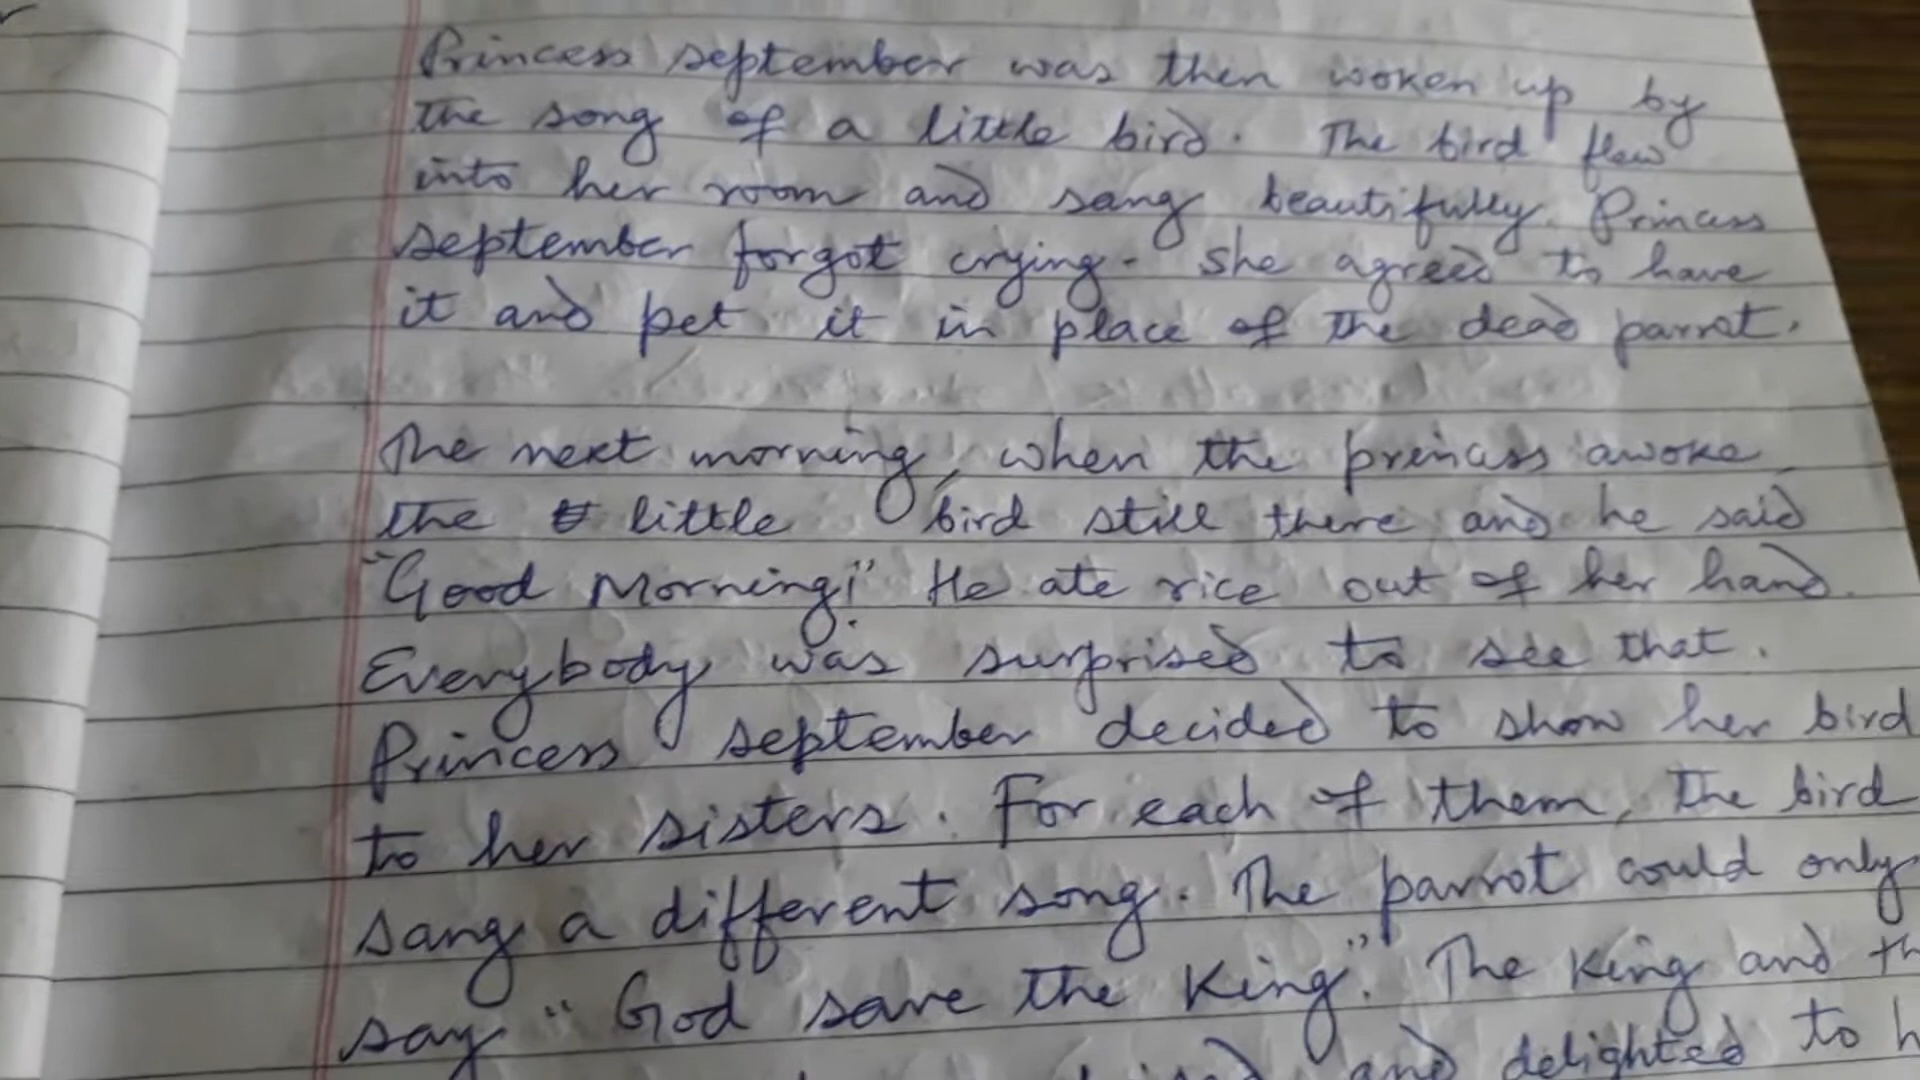 Princess september was then woken up by
the song of a little bird. The bird flew
into her room and sang beautifully. Princess
september forgot crying. She agreed to have
it and pet it in place of the dead parrot.
The next morning, when the princess awoke
the little bird still there and he said
"Good Morning!" He ate rice out of her hand.
Everybody was surprised to see that.
Princess september decided to show her bird
to her sisters. For each of them, the bird
sang a different song. The parrot could only
say "God save the King". The King and th
and delighted to h